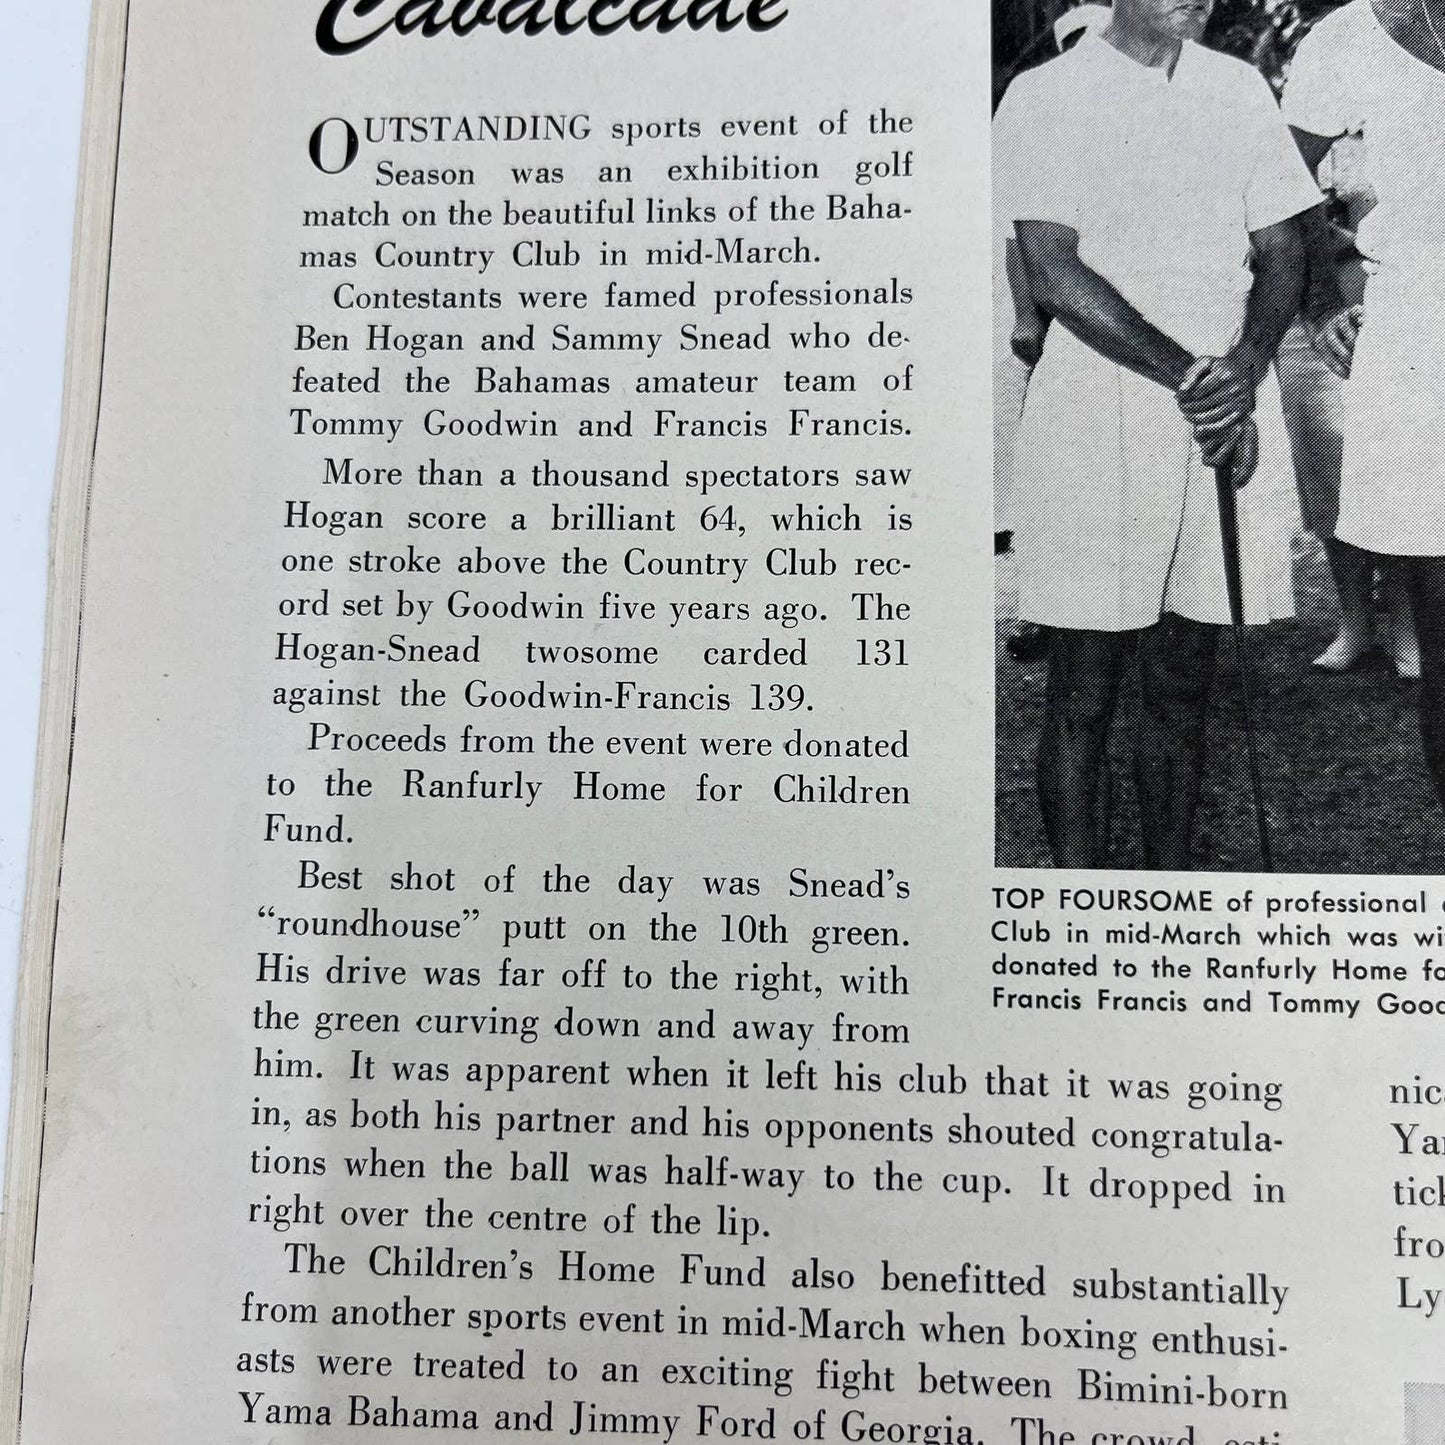 Cavalcade
OUTSTANDING sports event of the
Season was an exhibition golf
match on the beautiful links of the Baha-
mas Country Club in mid-March.
Contestants were famed professionals
Ben Hogan and Sammy Snead who de-
feated the Bahamas amateur team of
Tommy Goodwin and Francis Francis.
More than a thousand spectators saw
Hogan score a brilliant 64, which is
one stroke above the Country Club rec-
ord set by Goodwin five years ago. The
Hogan-Snead twosome carded 131
against the Goodwin-Francis 139.
Proceeds from the event were donated
to the Ranfurly Home for Children
Fund.
Best shot of the day was Snead's
"roundhouse" putt on the 10th green.
His drive was far off to the right, with
the green curving down and away from
him. It was apparent when it left his club that it was going
in, as both his partner and his opponents shouted congratula-
tions when the ball was half-way to the cup. It dropped in
right over the centre of the lip.
The Children's Home Fund also benefitted substantially
from another sports event in mid-March when boxing enthusi-
asts were treated to an exciting fight between Bimini-born
Yama Bahama and Jimmy Ford of Georgia. The crowd, esti
TOP FOURSOME of professional
Club in mid-March which was wi
donated to the Ranfurly Home fo
Francis Francis and Tommy Good
nic
Ya
tick
fro
Ly